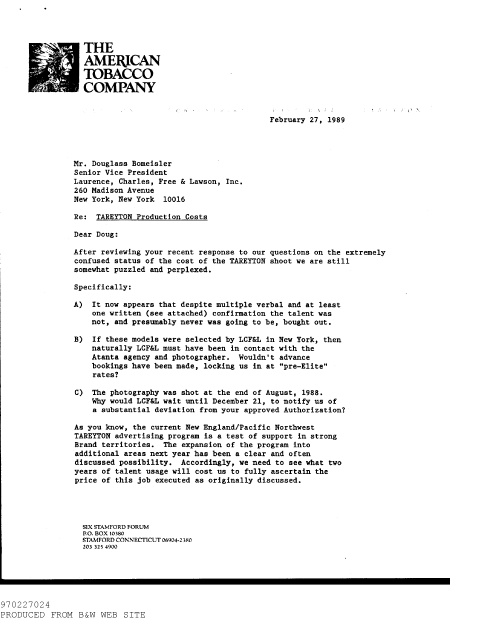 THE
AMERICAN
TOBACCO
COMPANY
February 27, 1989
Mr. Douglass Bomeisler
Senior Vice President
Laurence, Charles, Free & Lawson, Inc.
260 Madison Avenue
New York, New York 10016
Re: TAREYTON Production Costs
Dear Doug:
After reviewing your recent response to our questions on the extremely
confused status of the cost of the TAREYTON shoot we are still
somewhat puzzled and perplexed.
Specifically:
A) It now appears that despite multiple verbal and at least
one written (see attached) confirmation the talent was
not, and presumably never was going to be, bought out.
B) If these models were selected by LCF&L in New York, then
naturally LCF&L must have been in contact with the
Atanta agency and photographer. Wouldn't advance
bookings have been made, locking us in at "pre-Elite"
rates?
C) The photography was shot at the end of August, 1988.
Why would LCF&L wait until December 21, to notify us of
a substantial deviation from your approved Authorization?
As you know, the current New England/Pacific Northwest
TAREYTON advertising program is a test of support in strong
Brand territories. The expansion of the program into
additional areas next year has been a clear and often
discussed possibility. Accordingly, we need to see what two
years of talent usage will cost us to fully ascertain the
price of this job executed as originally discussed.
SIX STAMFORD FORUM
P.O. BOX 10380
STAMFORD CONNECTICUT 06904-2380
203 325 4900
970227024
PRODUCED FROM B&W WEB SITE